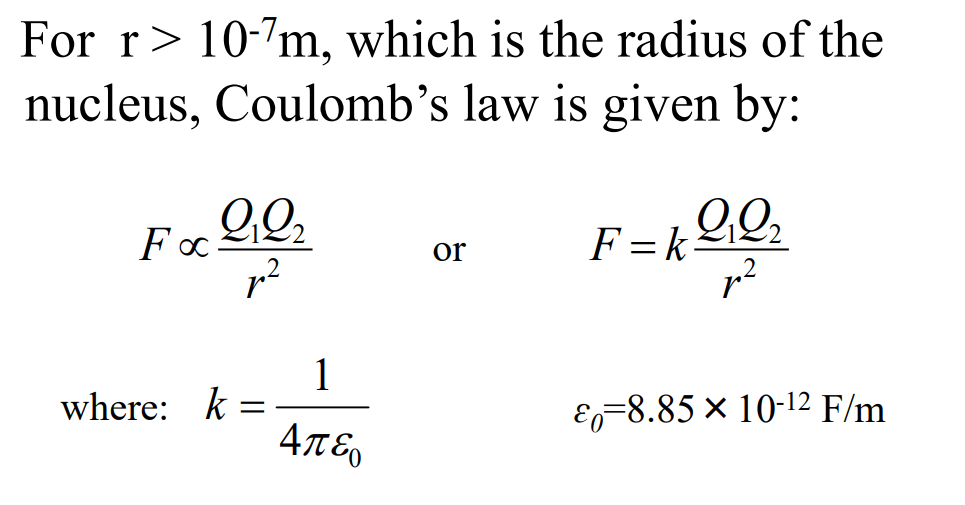 For r > 10⁻⁷m, which is the radius of the
nucleus, Coulomb’s law is given by:
F ∝ Q₁Q₂ / r² or F = k Q₁Q₂ / r²
where: k = 1 / 4πε₀ ε₀=8.85 × 10⁻¹² F/m